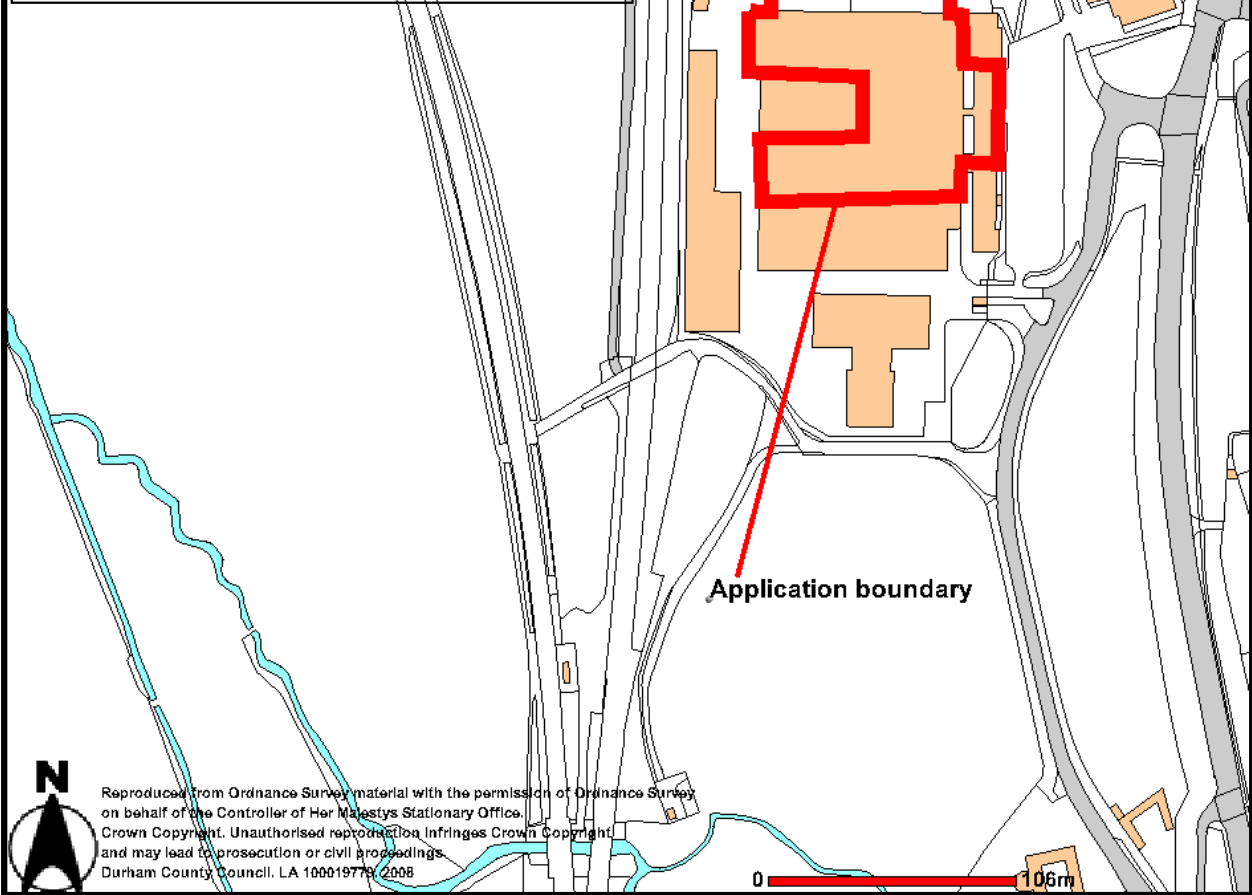 Application boundary
N
Reproduced from Ordnance Survey material with the permission of Ordnance Survey
on behalf of the Controller of Her Majestys Stationary Office.
Crown Copyright. Unauthorised reproduction infringes Crown Copyright
and may lead to prosecution or civil proceedings.
Durham County Council. LA 100019779, 2008
0 106m